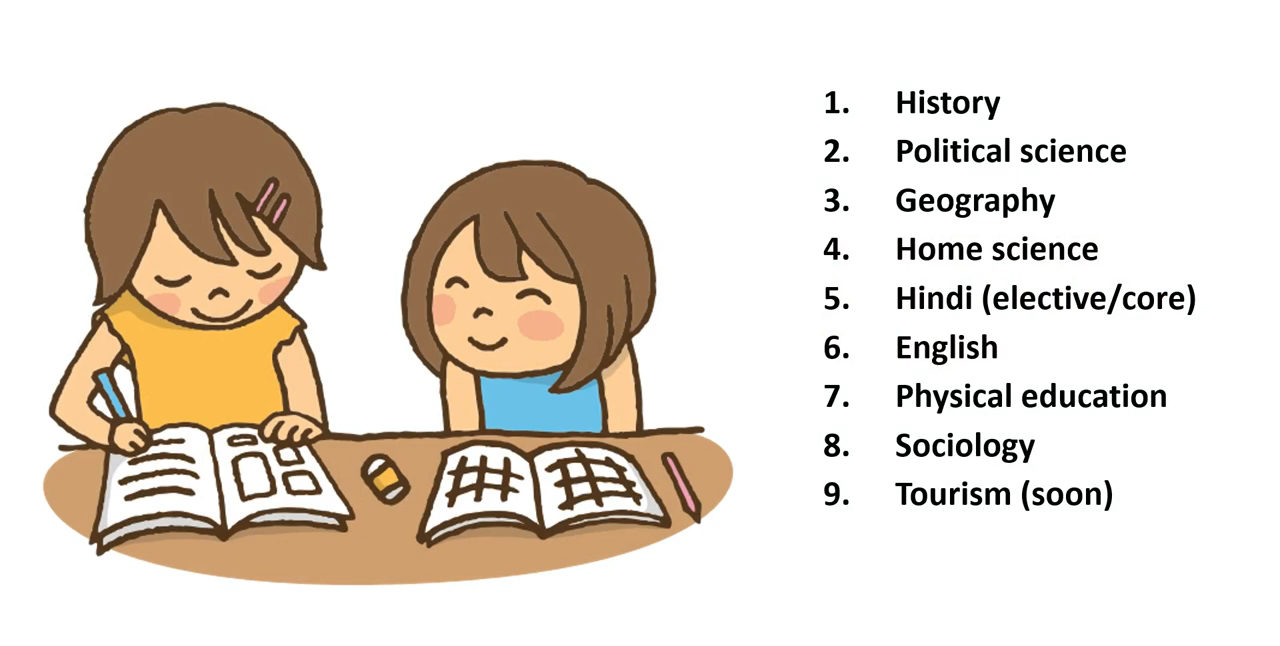 1. History
2. Political science
3. Geography
4. Home science
5. Hindi (elective/core)
6. English
7. Physical education
8. Sociology
9. Tourism (soon)